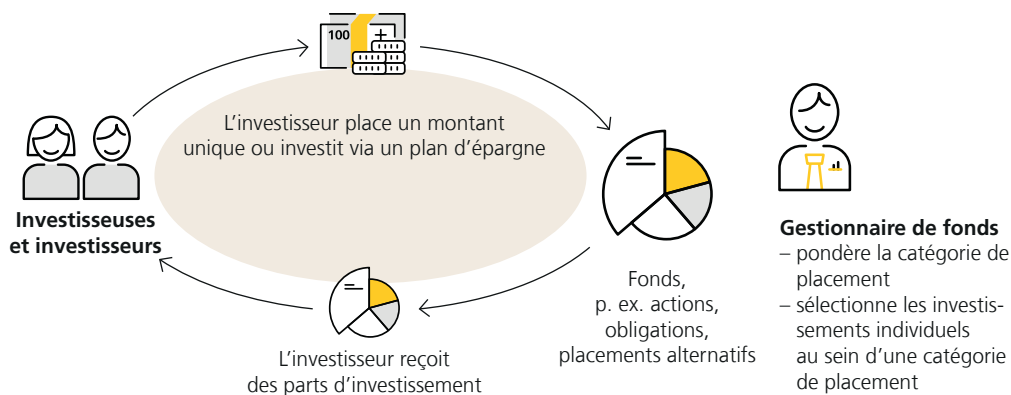 100
L’investisseur place un montant
unique ou investit via un plan d’épargne
Investisseuses
et investisseurs
Fonds,
p. ex. actions,
obligations,
placements alternatifs
L’investisseur reçoit
des parts d’investissement
Gestionnaire de fonds
– pondère la catégorie de
placement
– sélectionne les investis-
sements individuels
au sein d’une catégorie
de placement